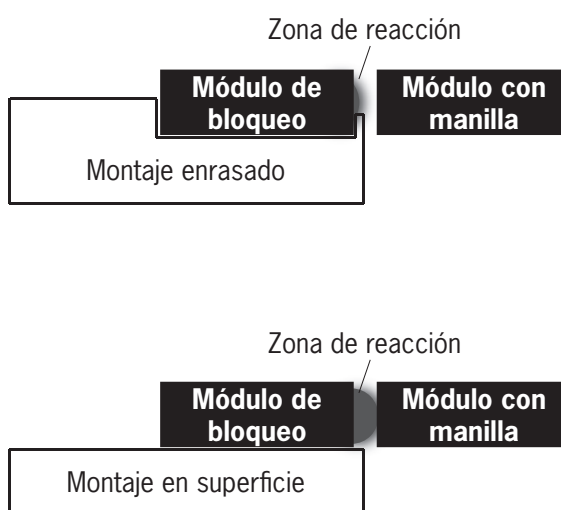 Zona de reacción
Módulo de
bloqueo
Módulo con
manilla
Montaje enrasado
Zona de reacción
Módulo de
bloqueo
Módulo con
manilla
Montaje en superficie